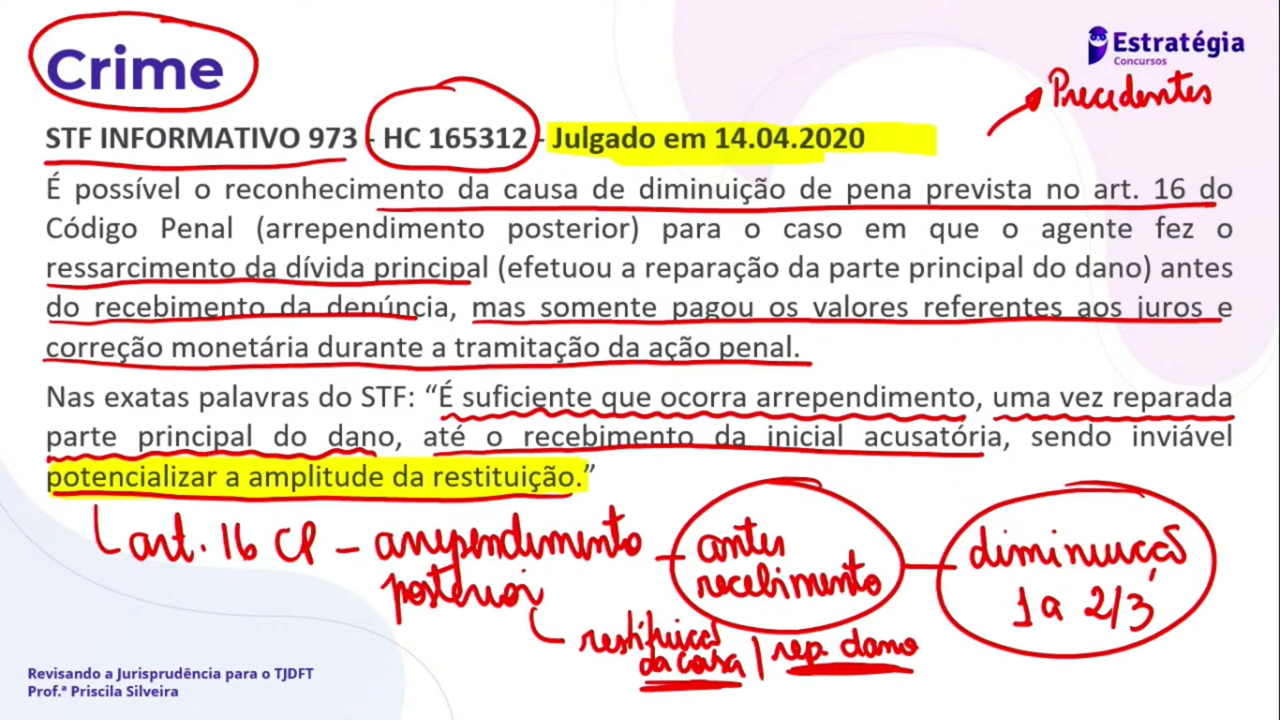 Crime
Estratégia
Concursos
Precedentes
STF INFORMATIVO 973 - HC 165312 - Julgado em 14.04.2020
É possível o reconhecimento da causa de diminuição de pena prevista no art. 16 do
Código Penal (arrependimento posterior) para o caso em que o agente fez o
ressarcimento da dívida principal (efetuou a reparação da parte principal do dano) antes
do recebimento da denúncia, mas somente pagou os valores referentes aos juros e
correção monetária durante a tramitação da ação penal.
Nas exatas palavras do STF: “É suficiente que ocorra arrependimento, uma vez reparada
parte principal do dano, até o recebimento da inicial acusatória, sendo inviável
potencializar a amplitude da restituição.”
art. 16 CP - arrependimento - antes - diminuição
posterior recebimento 1 a 2/3
restituição / rep. dano
da coisa
Revisando a Jurisprudência para o TJDFT
Prof.ª Priscila Silveira